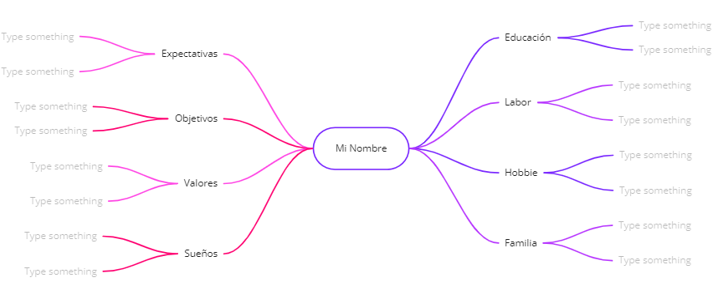 Type something
Type something
Expectativas
Type something
Type something
Objetivos
Type something
Type something
Valores
Type something
Type something
Sueños
Mi Nombre
Educación
Type something
Type something
Labor
Type something
Type something
Hobbie
Type something
Type something
Familia
Type something
Type something